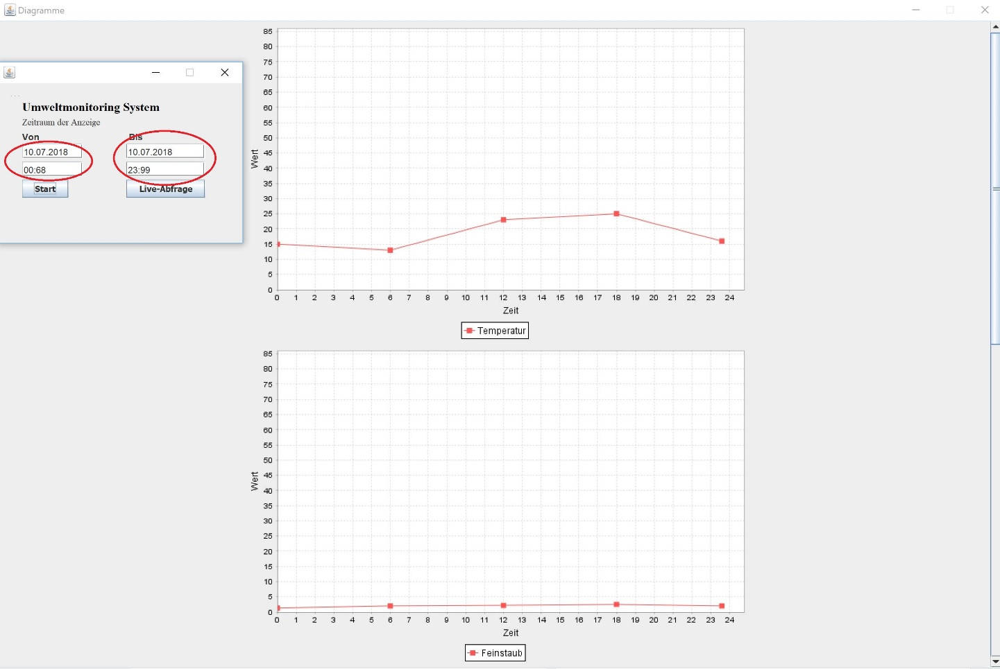 Diagramme
Umweltmonitoring System
Zeitraum der Anzeige
Von Bis
10.07.2018 10.07.2018
00:68 23:99
Start Live-Abfrage
85
80
75
70
65
60
55
50
45
40
35
30
25
20
15
10
5
0
Wert
0 1 2 3 4 5 6 7 8 9 10 11 12 13 14 15 16 17 18 19 20 21 22 23 24
Zeit
Temperatur
85
80
75
70
65
60
55
50
45
40
35
30
25
20
15
10
5
0
Wert
0 1 2 3 4 5 6 7 8 9 10 11 12 13 14 15 16 17 18 19 20 21 22 23 24
Zeit
Feinstaub